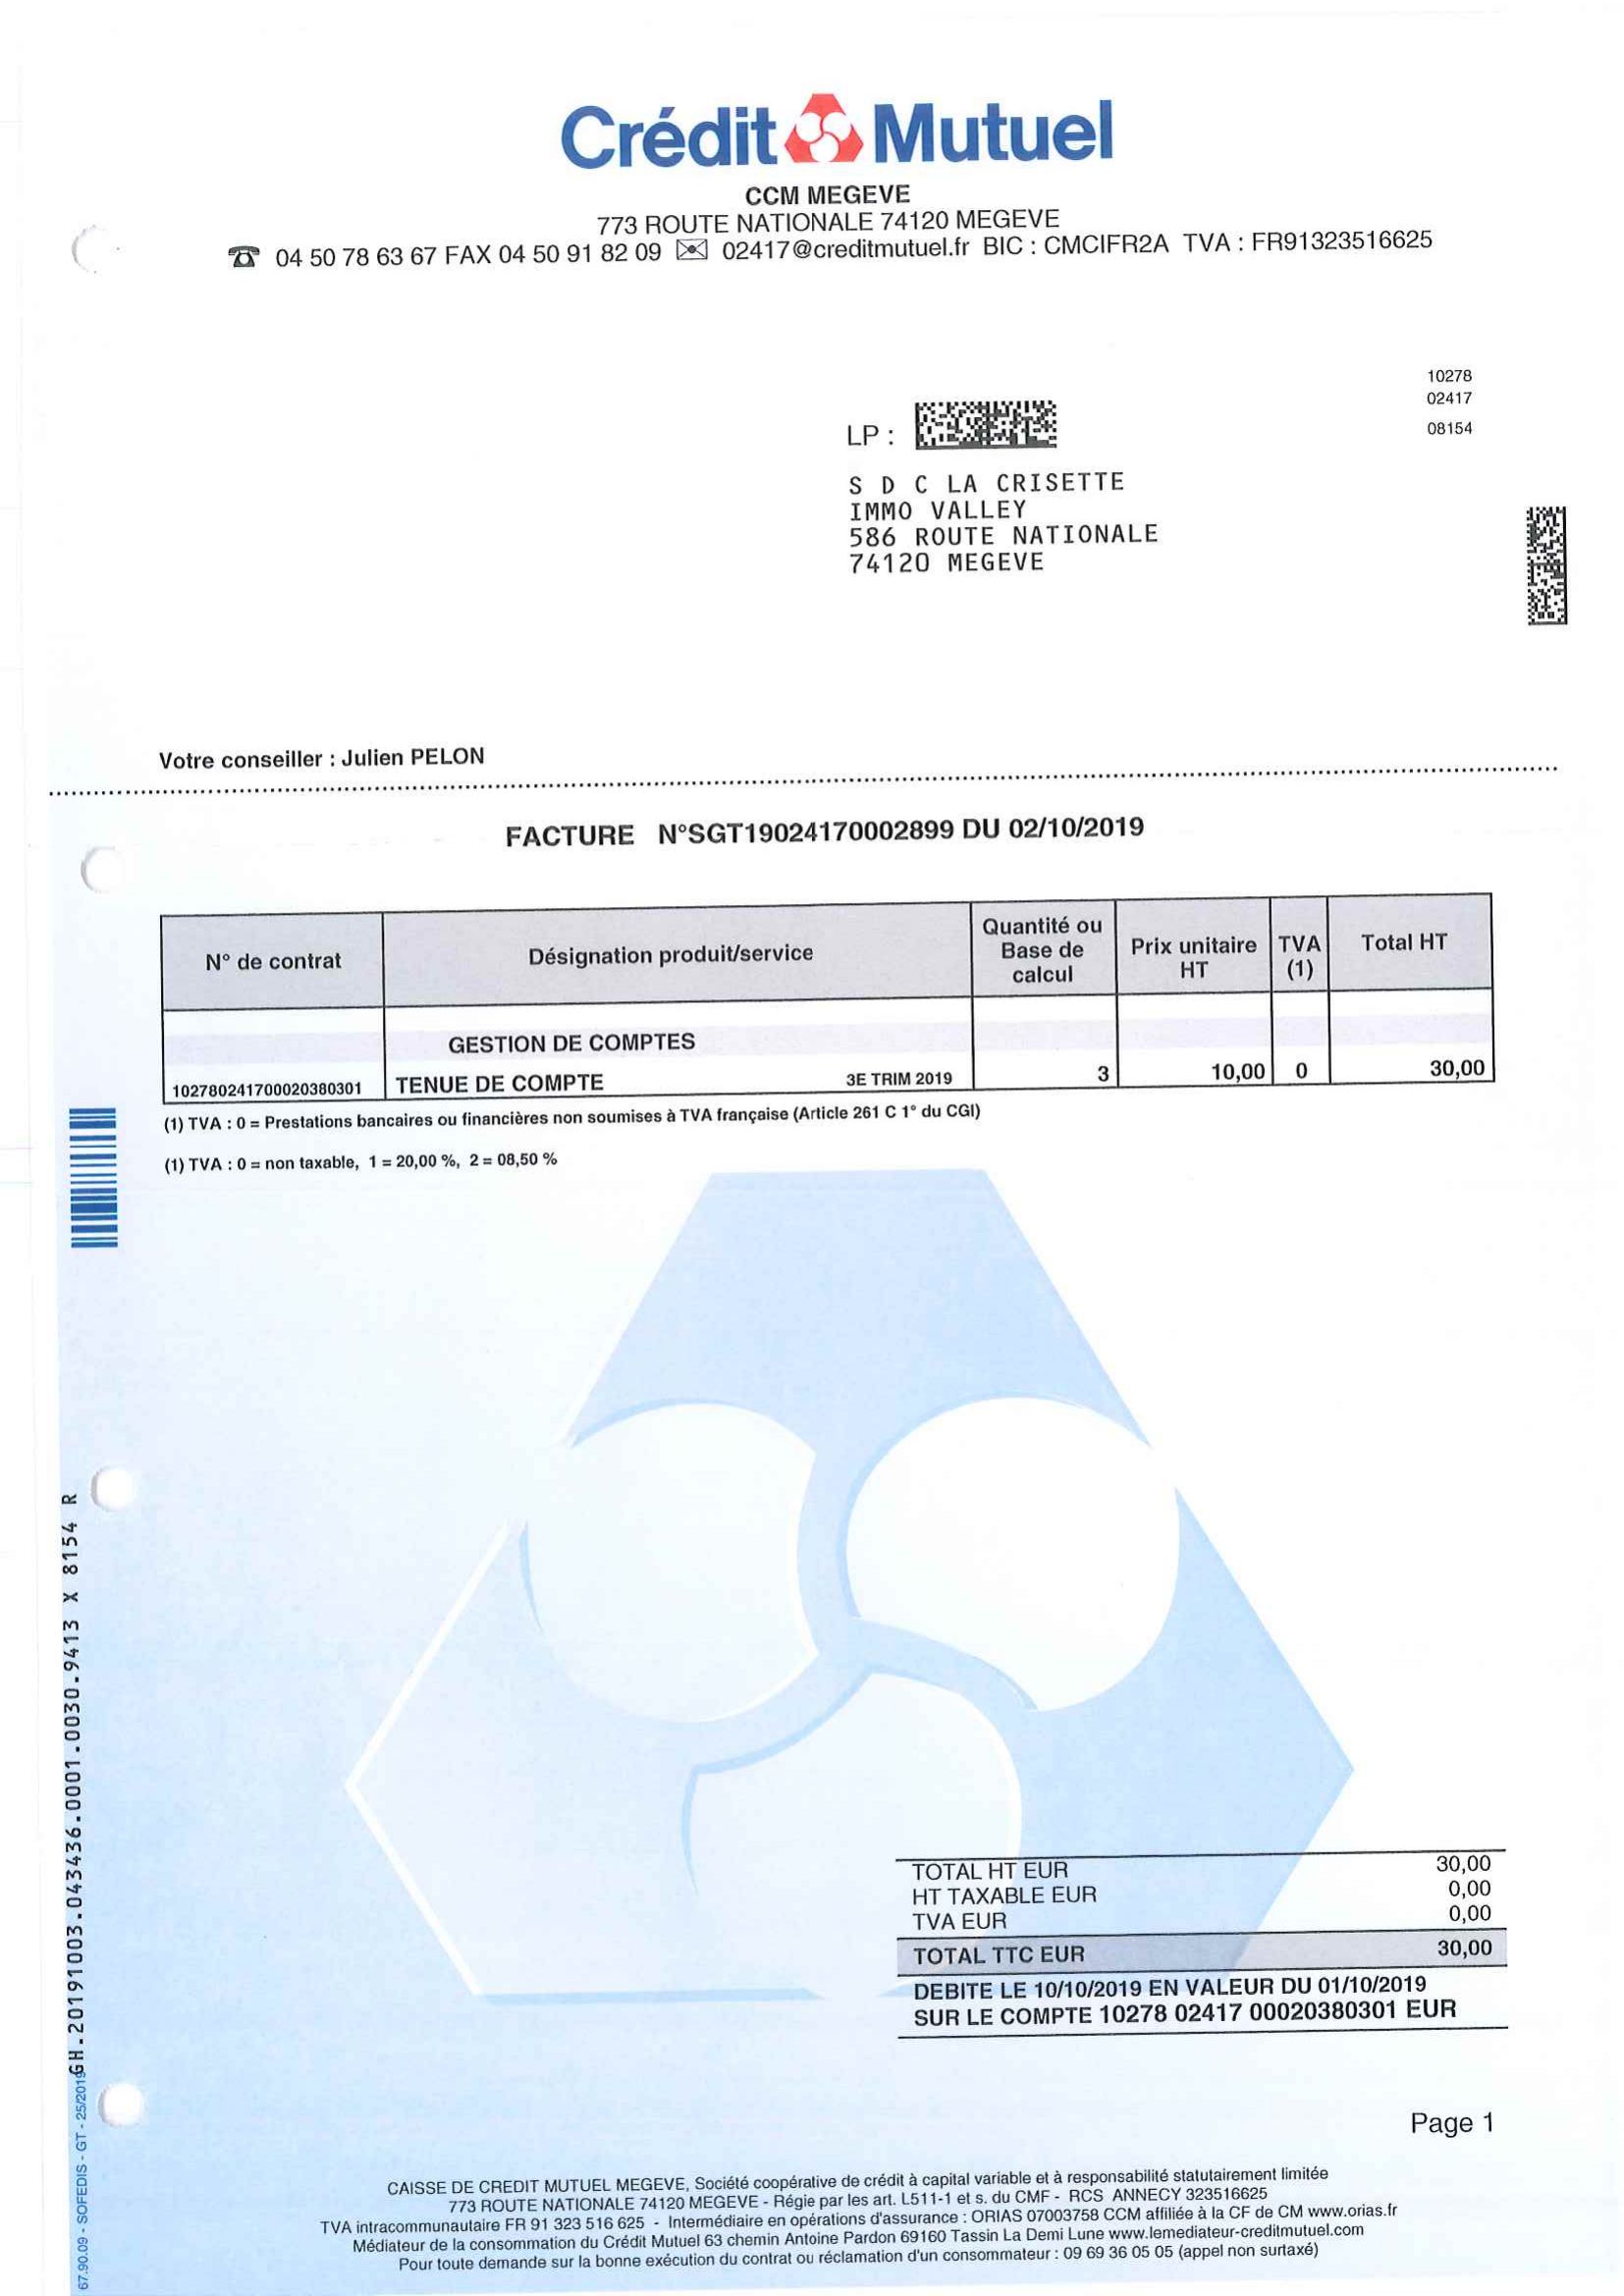 Crédit Mutuel
CCM MEGEVE
773 ROUTE NATIONALE 74120 MEGEVE
04 50 78 63 67 FAX 04 50 91 82 09 02417@creditmutuel.fr BIC : CMCIFR2A TVA : FR91323516625
10278
02417
08154
LP :
S D C LA CRISETTE
IMMO VALLEY
586 ROUTE NATIONALE
74120 MEGEVE
Votre conseiller : Julien PELON
FACTURE N°SGT19024170002899 DU 02/10/2019
N° de contrat Désignation produit/service Quantité ou Base de calcul Prix unitaire HT TVA (1) Total HT
GESTION DE COMPTES
102780241700020380301 TENUE DE COMPTE 3E TRIM 2019 3 10,00 0 30,00
(1) TVA : 0 = Prestations bancaires ou financières non soumises à TVA française (Article 261 C 1° du CGI)
(1) TVA : 0 = non taxable, 1 = 20,00 %, 2 = 08,50 %
TOTAL HT EUR 30,00
HT TAXABLE EUR 0,00
TVA EUR 0,00
TOTAL TTC EUR 30,00
DEBITE LE 10/10/2019 EN VALEUR DU 01/10/2019
SUR LE COMPTE 10278 02417 00020380301 EUR
Page 1
CAISSE DE CREDIT MUTUEL MEGEVE, Société coopérative de crédit à capital variable et à responsabilité statutairement limitée
773 ROUTE NATIONALE 74120 MEGEVE - Régie par les art. L511-1 et s. du CMF - RCS ANNECY 323516625
TVA intracommunautaire FR 91 323 516 625 - Intermédiaire en opérations d'assurance : ORIAS 07003758 CCM affiliée à la CF de CM www.orias.fr
Médiateur de la consommation du Crédit Mutuel 63 chemin Antoine Pardon 69160 Tassin La Demi Lune www.lemediateur-creditmutuel.com
Pour toute demande sur la bonne exécution du contrat ou réclamation d'un consommateur : 09 69 36 05 05 (appel non surtaxé)
67.90.09 - SOFEDIS - GT - 25/2019
GH.20191003.043436.0001.0030.9413 X 8154 R